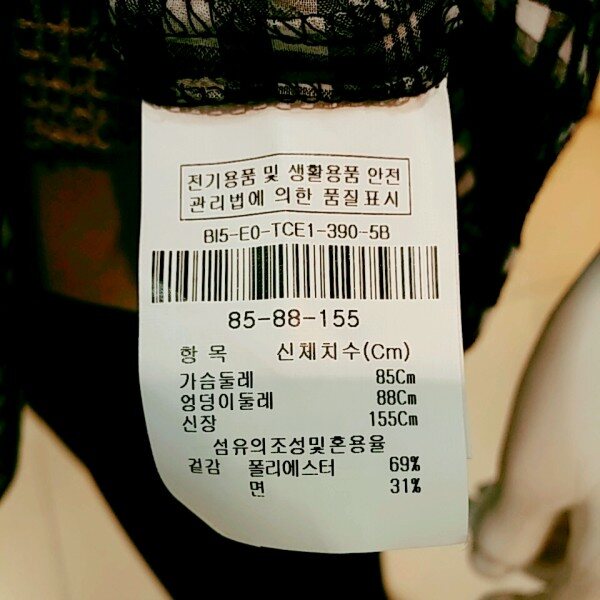 전기용품 및 생활용품 안전
관리법에 의한 품질표시
BI5-E0-TCE1-390-5B
85-88-155
항 목 신체치수(Cm)
가슴둘레 85Cm
엉덩이둘레 88Cm
신장 155Cm
섬유의조성및혼용율
겉감 폴리에스터 69%
면 31%